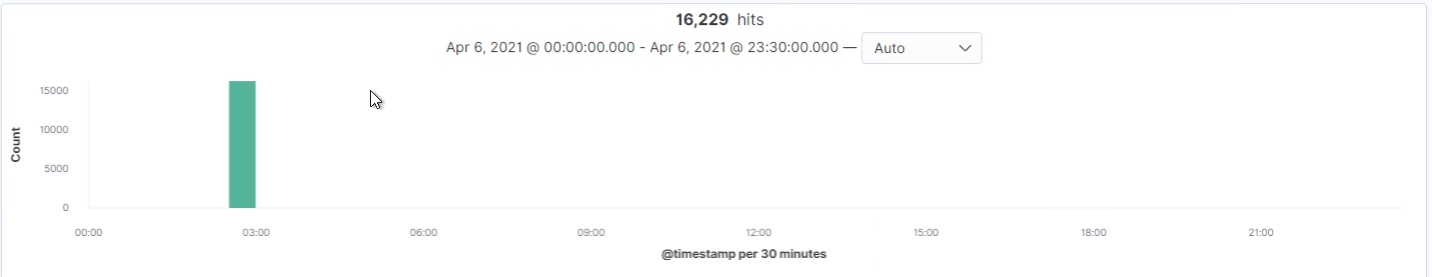 16,229 hits
Apr 6, 2021 @ 00:00:00.000 - Apr 6, 2021 @ 23:30:00.000 — Auto
Count
15000
10000
5000
0
00:00 03:00 06:00 09:00 12:00 15:00 18:00 21:00
@timestamp per 30 minutes